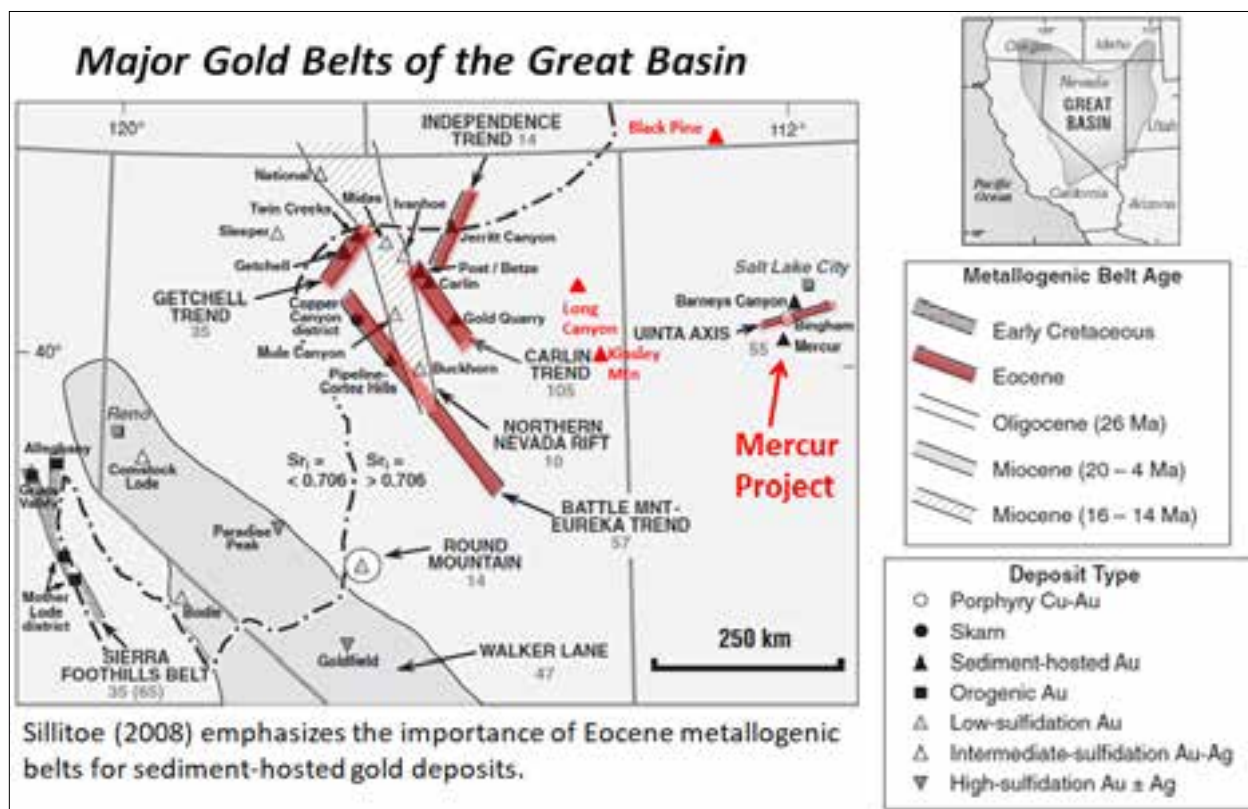 Major Gold Belts of the Great Basin
120°
112°
40°
INDEPENDENCE
TREND 14
Black Pine
National
Midas
Ivanhoe
Twin Creeks
Sleeper
Jerritt Canyon
Getchell
Post / Betze
Carlin
GETCHELL
TREND
35
Copper
Canyon
district
Gold Quarry
Mule Canyon
CARLIN
TREND
105
Buckhorn
Pipeline-
Cortez Hills
Long
Canyon
Kinsley
Mtn
Salt Lake City
Barneys Canyon
Bingham
UINTA AXIS
55
Mercur
Mercur
Project
NORTHERN
NEVADA RIFT
10
Reno
Alleghany
Comstock
Lode
Grass
Valley
Srᵢ =
< 0.706
Srᵢ =
> 0.706
BATTLE MNT-
EUREKA TREND
57
Paradise
Peak
ROUND
MOUNTAIN
14
Mother
Lode
district
Bodie
SIERRA
FOOTHILLS BELT
35 (65)
Goldfield
WALKER LANE
47
250 km
Oregon
Idaho
Nevada
GREAT
BASIN
Utah
Pacific
Ocean
California
Arizona
Metallogenic Belt Age
Early Cretaceous
Eocene
Oligocene (26 Ma)
Miocene (20 – 4 Ma)
Miocene (16 – 14 Ma)
Deposit Type
Porphyry Cu-Au
Skarn
Sediment-hosted Au
Orogenic Au
Low-sulfidation Au
Intermediate-sulfidation Au-Ag
High-sulfidation Au ± Ag
Sillitoe (2008) emphasizes the importance of Eocene metallogenic
belts for sediment-hosted gold deposits.